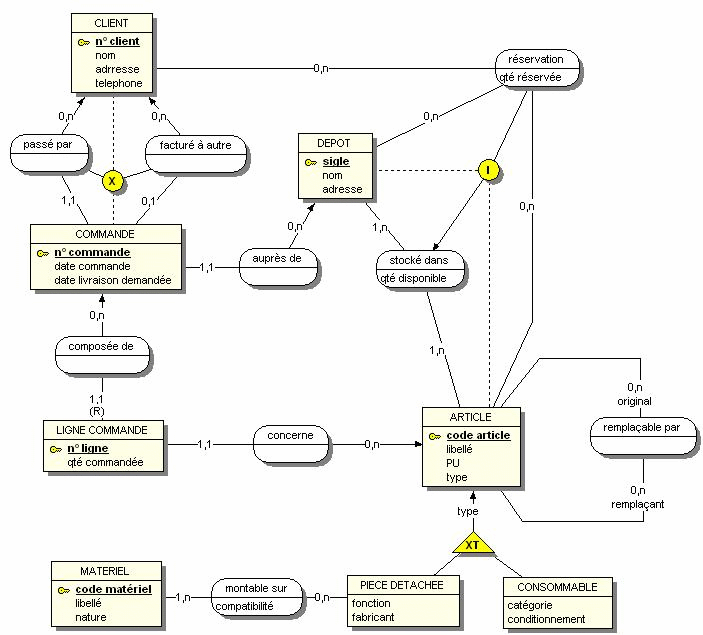 CLIENT
n° client
nom
adrresse
telephone
0,n
réservation
qté réservée
0,n
0,n
0,n
passé par
facturé à autre
X
DEPOT
sigle
nom
adresse
I
1,1
0,1
0,n
COMMANDE
n° commande
date commande
date livraison demandée
0,n
1,n
1,1
auprès de
stocké dans
qté disponible
0,n
composée de
1,n
1,1
(R)
0,n
original
LIGNE COMMANDE
n° ligne
qté commandée
1,1
concerne
0,n
ARTICLE
code article
libellé
PU
type
remplaçable par
0,n
remplaçant
type
XT
MATERIEL
code matériel
libellé
nature
1,n
montable sur
compatibilité
0,n
PIECE DETACHEE
fonction
fabricant
CONSOMMABLE
catégorie
conditionnement